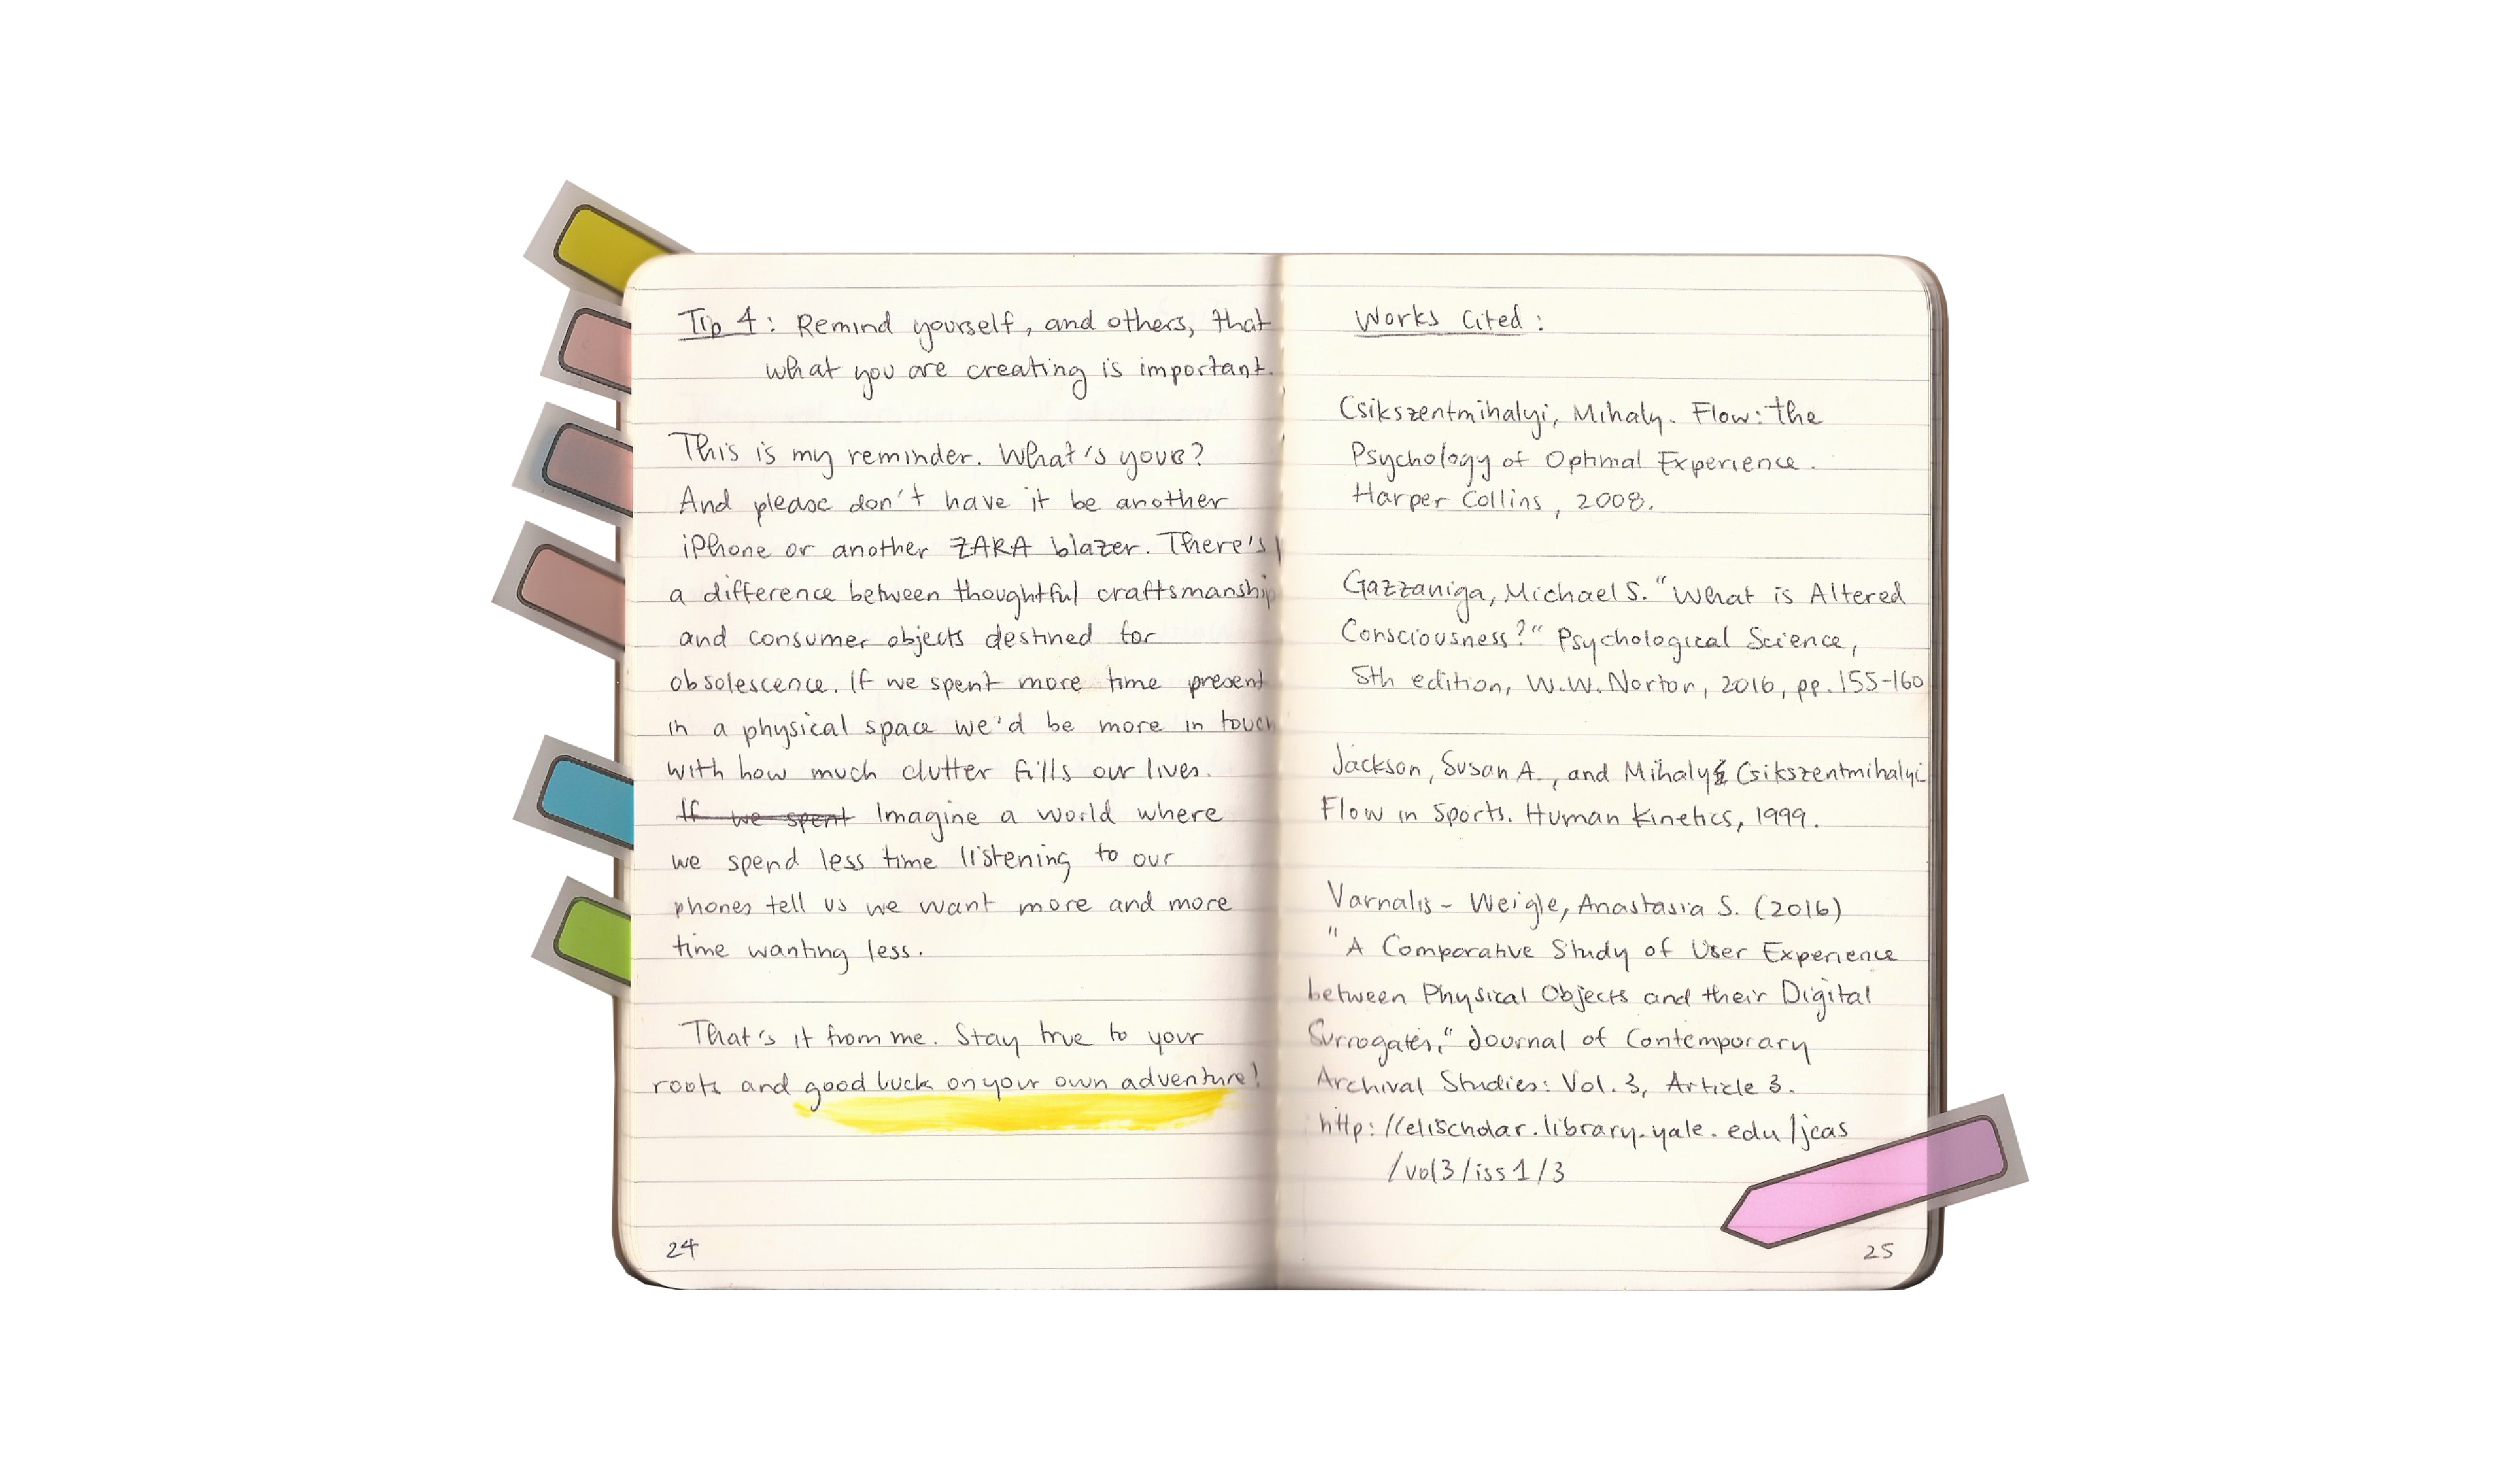 Tip 4: Remind yourself, and others, that
what you are creating is important.
This is my reminder. What's yours?
And please don't have it be another
iPhone or another ZARA blazer. There's
a difference between thoughtful craftsmanship
and consumer objects destined for
obsolescence. If we spent more time present
in a physical space we'd be more in touch
with how much clutter fills our lives.
If we spent Imagine a world where
we spend less time listening to our
phones tell us we want more and more
time wanting less.
That's it from me. Stay true to your
roots and good luck on your own adventure!
24
Works Cited:
Csikszentmihalyi, Mihaly. Flow: the
Psychology of Optimal Experience.
Harper Collins, 2008.
Gazzaniga, Michael S. "What is Altered
Consciousness?" Psychological Science,
5th edition, W.W. Norton, 2016, pp. 155-160
Jackson, Susan A., and Mihaly Csikszentmihalyi
Flow in Sports. Human Kinetics, 1999.
Varnalis-Weigle, Anastasia S. (2016)
"A Comparative Study of User Experience
between Physical Objects and their Digital
Surrogates," Journal of Contemporary
Archival Studies: Vol. 3, Article 3.
http://elischolar.library.yale.edu/jcas
/vol3/iss1/3
25